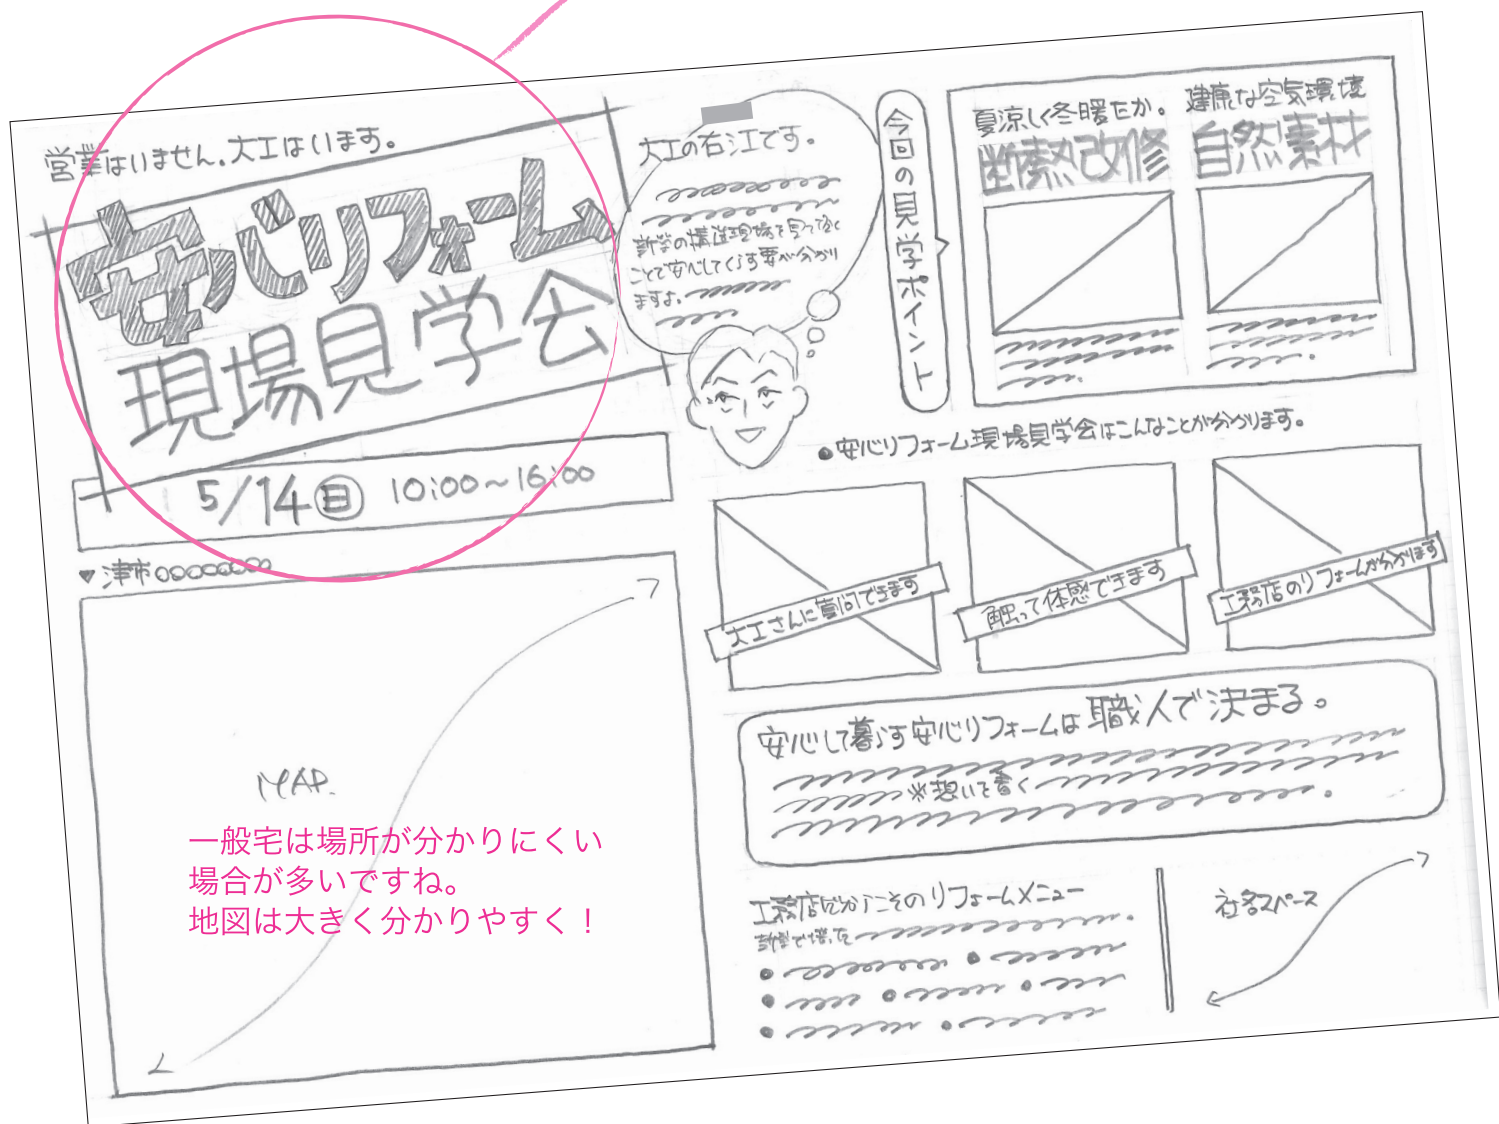 営業はいません。大工はいます。
安心リフォーム
現場見学会
5/14㊐ 10:00～16:00
♥津市○○○○○○○○
MAP.
一般宅は場所が分かりにくい
場合が多いですね。
地図は大きく分かりやすく！
大工の右江です。
新築の構造現場を見て頂く
ことで安心してくらす要が分かり
ますよ。
今回の見学ポイント
夏涼しく冬暖たか。
断熱改修
建康な空気環境
自然素材
●安心リフォーム現場見学会はこんなことが分かります。
大工さんに質問できます
触って体感できます
工務店のリフォームが分かります
安心して暮らす安心リフォームは職人で決まる。
※想いを書く
工務店だからこそのリフォームメニュー
新築で培った
社名スペース